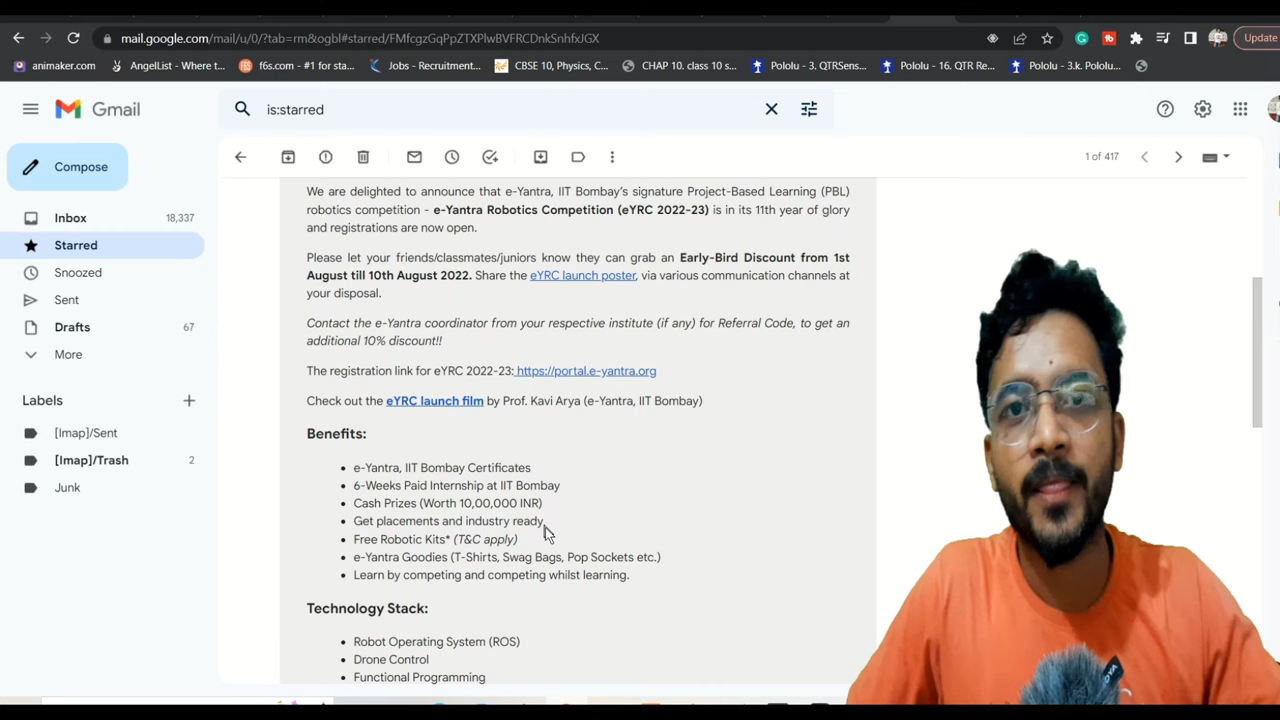 mail.google.com/mail/u/0/?tab=rm&ogbl#starred/FMfcgzGqPpZTXPlwBVFRCDnkSnhfxJGX
Update
animaker.com
AngelList - Where t...
f6s.com - #1 for sta...
Jobs - Recruitment...
CBSE 10, Physics, C...
CHAP 10. class 10 s...
Pololu - 3. QTRSens...
Pololu - 16. QTR Re...
Pololu - 3.k. Pololu...
Gmail
is:starred
Compose
1 of 417
Inbox 18,337
Starred
Snoozed
Sent
Drafts 67
More
Labels
[Imap]/Sent
[Imap]/Trash 2
Junk
We are delighted to announce that e-Yantra, IIT Bombay's signature Project-Based Learning (PBL)
robotics competition - e-Yantra Robotics Competition (eYRC 2022-23) is in its 11th year of glory
and registrations are now open.
Please let your friends/classmates/juniors know they can grab an Early-Bird Discount from 1st
August till 10th August 2022. Share the eYRC launch poster, via various communication channels at
your disposal.
Contact the e-Yantra coordinator from your respective institute (if any) for Referral Code, to get an
additional 10% discount!!
The registration link for eYRC 2022-23: https://portal.e-yantra.org
Check out the eYRC launch film by Prof. Kavi Arya (e-Yantra, IIT Bombay)
Benefits:
• e-Yantra, IIT Bombay Certificates
• 6-Weeks Paid Internship at IIT Bombay
• Cash Prizes (Worth 10,00,000 INR)
• Get placements and industry ready.
• Free Robotic Kits* (T&C apply)
• e-Yantra Goodies (T-Shirts, Swag Bags, Pop Sockets etc.)
• Learn by competing and competing whilst learning.
Technology Stack:
• Robot Operating System (ROS)
• Drone Control
• Functional Programming